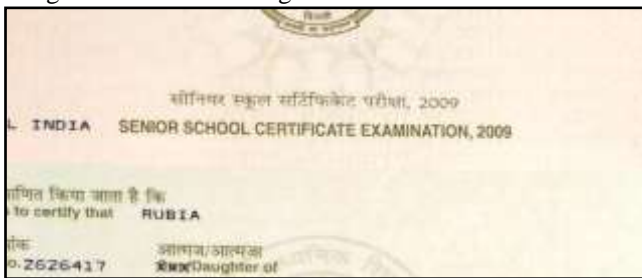 दिल्ली
सीनियर स्कूल सर्टिफिकेट परीक्षा, 2009
L INDIA SENIOR SCHOOL CERTIFICATE EXAMINATION, 2009
किया जाता है कि
to certify that RUBIA
आत्मज/आत्मजा
o.2626417 Daughter of